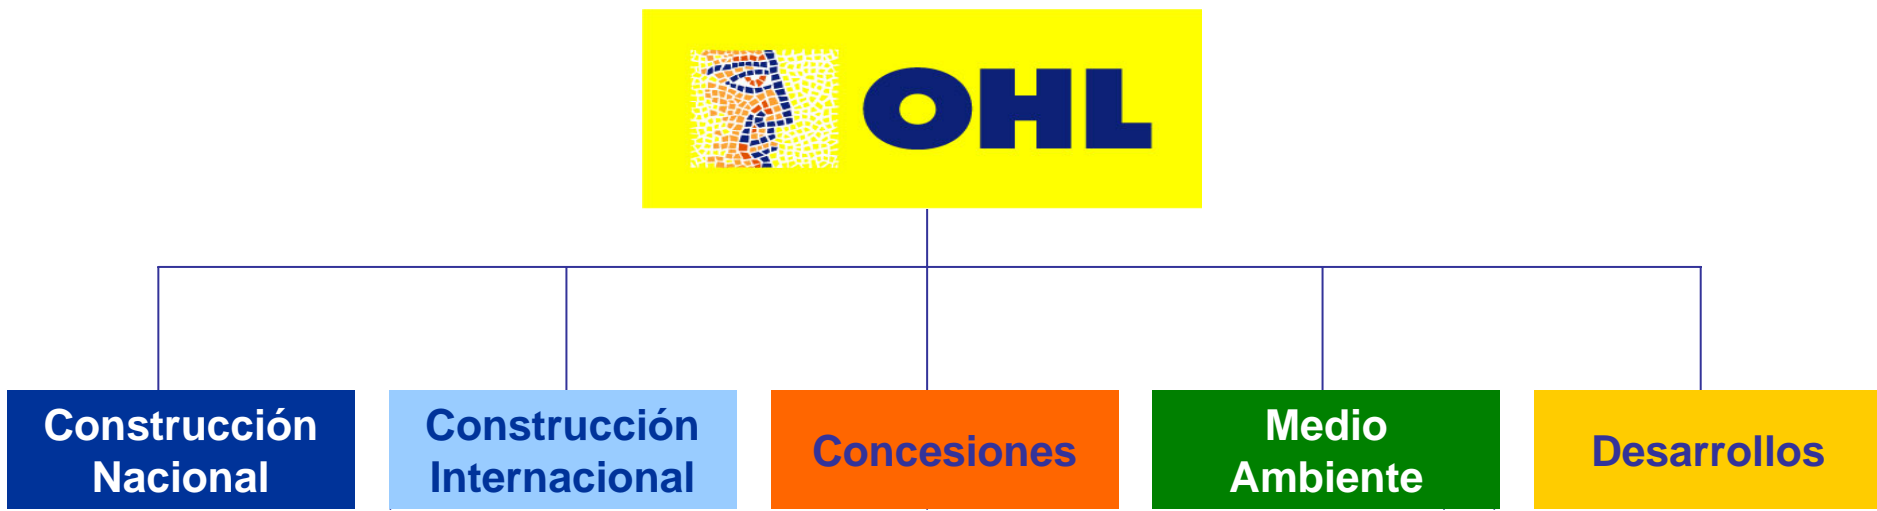 OHL
Construcción
Nacional
Construcción
Internacional
Concesiones
Medio
Ambiente
Desarrollos